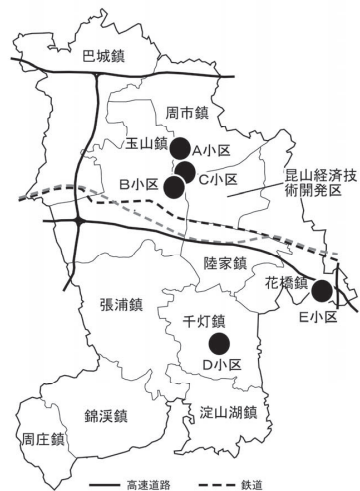 巴城鎮
周市鎮
玉山鎮
A小区
C小区
B小区
昆山経済技
術開発区
陸家鎮
花橋鎮
E小区
張浦鎮
千灯鎮
D小区
錦渓鎮
淀山湖鎮
周庄鎮
高速道路
鉄道